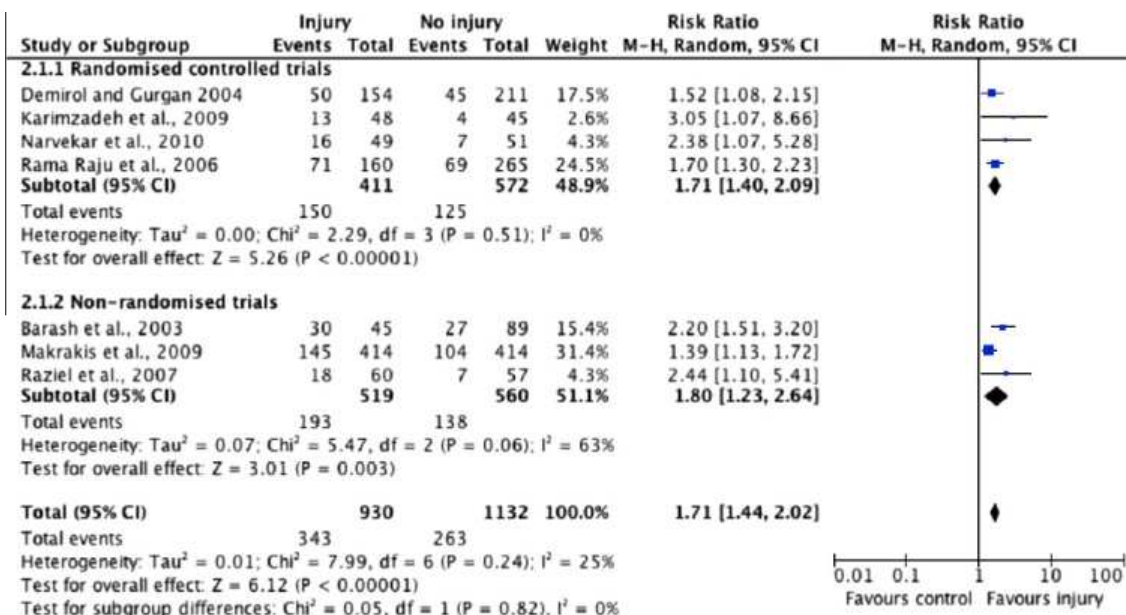 Injury No injury Risk Ratio Risk Ratio
Study or Subgroup Events Total Events Total Weight M-H, Random, 95% CI M-H, Random, 95% CI
2.1.1 Randomised controlled trials
Demirol and Gurgan 2004 50 154 45 211 17.5% 1.52 [1.08, 2.15]
Karimzadeh et al., 2009 13 48 4 45 2.6% 3.05 [1.07, 8.66]
Narvekar et al., 2010 16 49 7 51 4.3% 2.38 [1.07, 5.28]
Rama Raju et al., 2006 71 160 69 265 24.5% 1.70 [1.30, 2.23]
Subtotal (95% CI) 411 572 48.9% 1.71 [1.40, 2.09]
Total events 150 125
Heterogeneity: Tau² = 0.00; Chi² = 2.29, df = 3 (P = 0.51); I² = 0%
Test for overall effect: Z = 5.26 (P < 0.00001)
2.1.2 Non-randomised trials
Barash et al., 2003 30 45 27 89 15.4% 2.20 [1.51, 3.20]
Makrakis et al., 2009 145 414 104 414 31.4% 1.39 [1.13, 1.72]
Raziel et al., 2007 18 60 7 57 4.3% 2.44 [1.10, 5.41]
Subtotal (95% CI) 519 560 51.1% 1.80 [1.23, 2.64]
Total events 193 138
Heterogeneity: Tau² = 0.07; Chi² = 5.47, df = 2 (P = 0.06); I² = 63%
Test for overall effect: Z = 3.01 (P = 0.003)
Total (95% CI) 930 1132 100.0% 1.71 [1.44, 2.02]
Total events 343 263
Heterogeneity: Tau² = 0.01; Chi² = 7.99, df = 6 (P = 0.24); I² = 25%
Test for overall effect: Z = 6.12 (P < 0.00001)
Test for subgroup differences: Chi² = 0.05, df = 1 (P = 0.82), I² = 0%
0.01 0.1 1 10 100
Favours control Favours injury